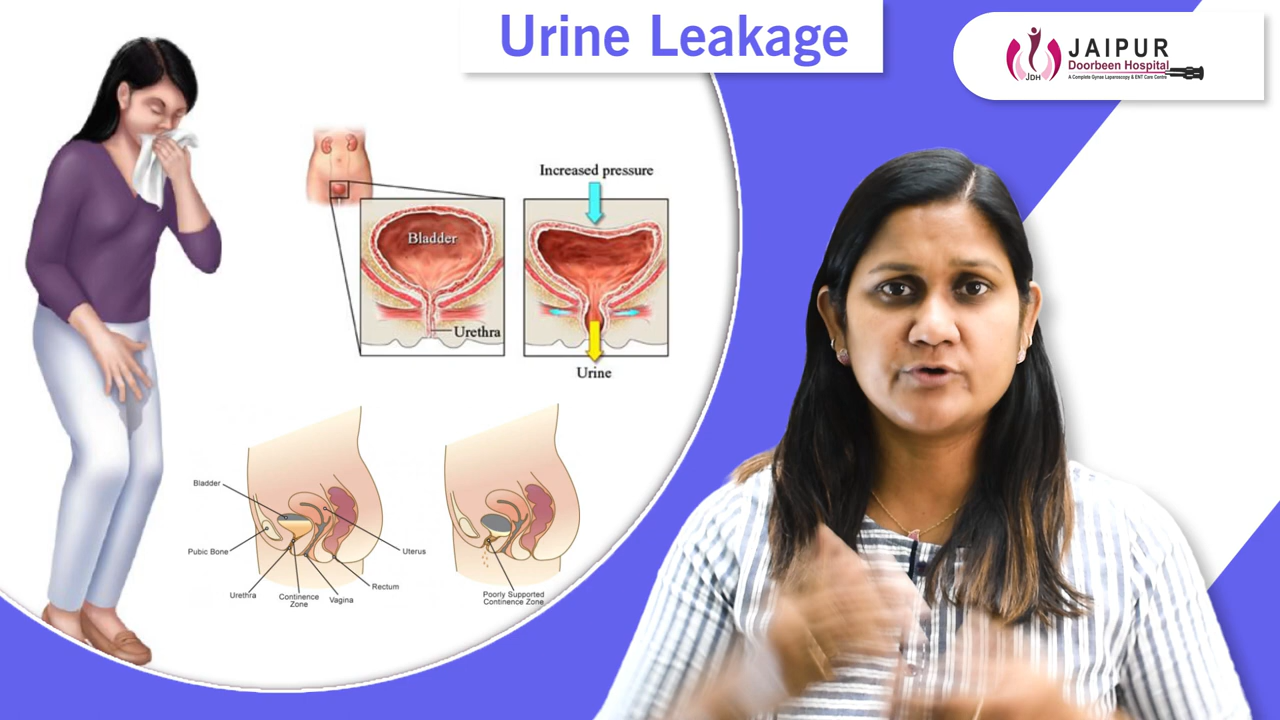 Urine Leakage
JAIPUR
Doorbeen Hospital
JDH
A Complete Gynae Laparoscopy & ENT Care Centre
Increased pressure
Bladder
Urethra
Urine
Bladder
Pubic Bone
Urethra
Continence
Zone
Vagina
Rectum
Uterus
Poorly Supported
Continence Zone